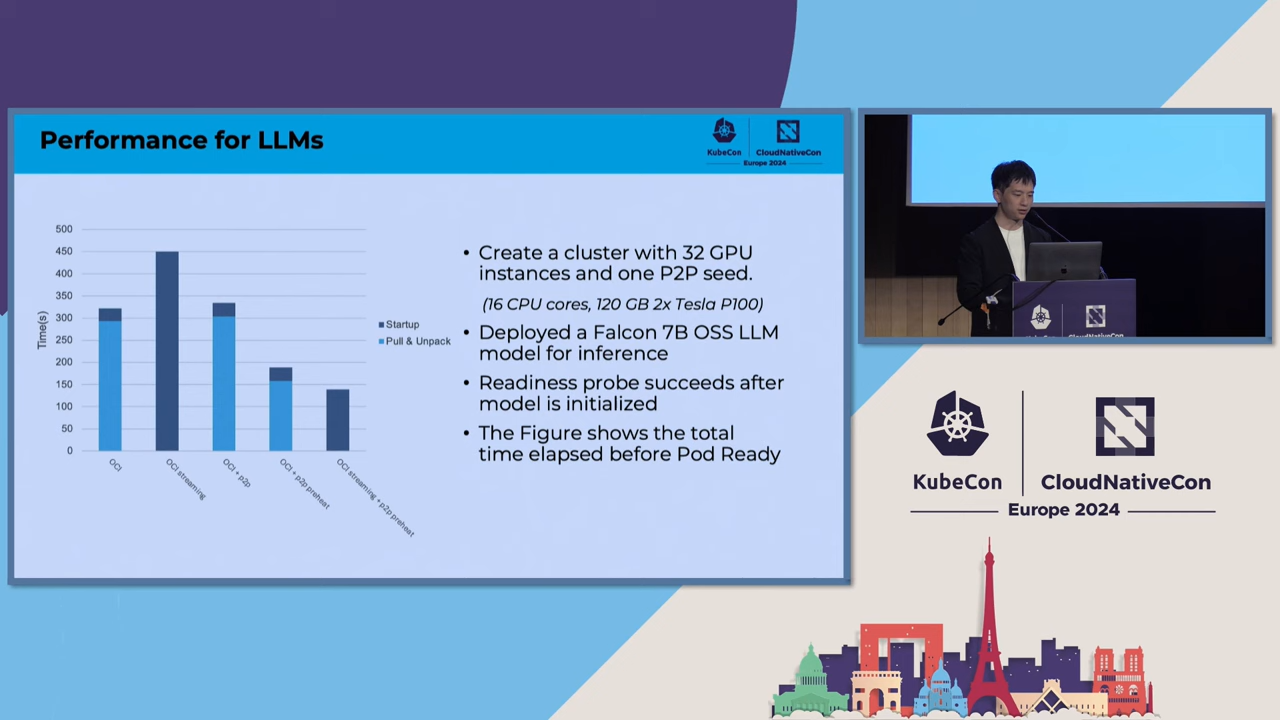 Performance for LLMs
KubeCon
CloudNativeCon
Europe 2024
500
450
400
350
300
250
200
150
100
50
0
Time(s)
OCI
OCI streaming
OCI + p2p
OCI + p2p preheat
OCI streaming + p2p preheat
Startup
Pull & Unpack
• Create a cluster with 32 GPU
instances and one P2P seed.
(16 CPU cores, 120 GB 2x Tesla P100)
• Deployed a Falcon 7B OSS LLM
model for inference
• Readiness probe succeeds after
model is initialized
• The Figure shows the total
time elapsed before Pod Ready
KubeCon
CloudNativeCon
KubeCon
CloudNativeCon
Europe 2024